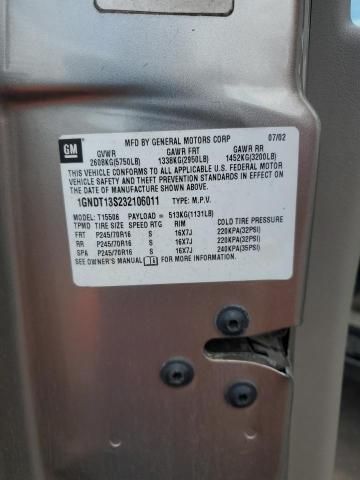 GM
MFD BY GENERAL MOTORS CORP 07/02
GVWR GAWR FRT GAWR RR
2608KG(5750LB) 1338KG(2950LB) 1452KG(3200LB)
THIS VEHICLE CONFORMS TO ALL APPLICABLE U.S. FEDERAL MOTOR
VEHICLE SAFETY AND THEFT PREVENTION STANDARDS IN EFFECT ON
THE DATE OF MANUFACTURE SHOWN ABOVE.
1GNDT13S232106011 TYPE: M.P.V.
MODEL: T15506 PAYLOAD = 513KG(1131LB)
TPMD TIRE SIZE SPEED RTG RIM COLD TIRE PRESSURE
FRT P245/70R16 S 16X7J 220KPA(32PSI)
RR P245/70R16 S 16X7J 220KPA(32PSI)
SPA P245/70R16 S 16X7J 240KPA(35PSI)
SEE OWNER'S MANUAL FOR MORE INFORMATION